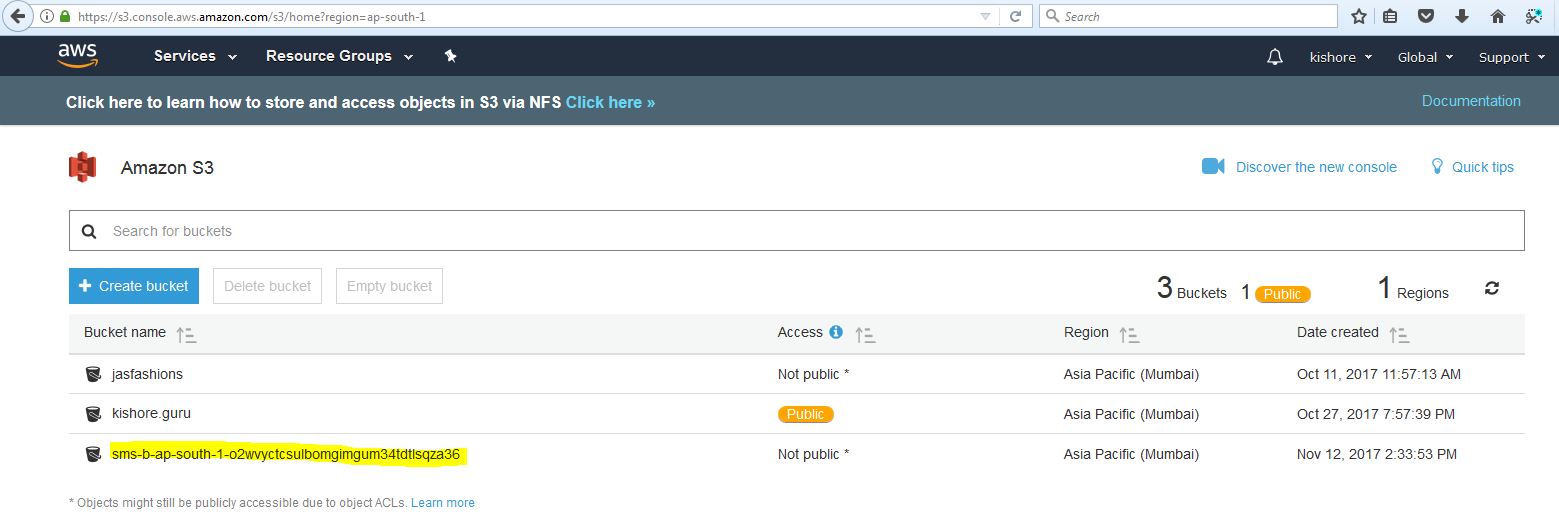 https://s3.console.aws.amazon.com/s3/home?region=ap-south-1 Search
aws Services Resource Groups kishore Global Support
Click here to learn how to store and access objects in S3 via NFS Click here » Documentation
Amazon S3 Discover the new console Quick tips
Search for buckets
+ Create bucket Delete bucket Empty bucket 3 Buckets 1 Public 1 Regions
Bucket name Access Region Date created
jasfashions Not public * Asia Pacific (Mumbai) Oct 11, 2017 11:57:13 AM
kishore.guru Public Asia Pacific (Mumbai) Oct 27, 2017 7:57:39 PM
sms-b-ap-south-1-o2wvyctcsulbomgimgum34tdtlsqza36 Not public * Asia Pacific (Mumbai) Nov 12, 2017 2:33:53 PM
* Objects might still be publicly accessible due to object ACLs. Learn more